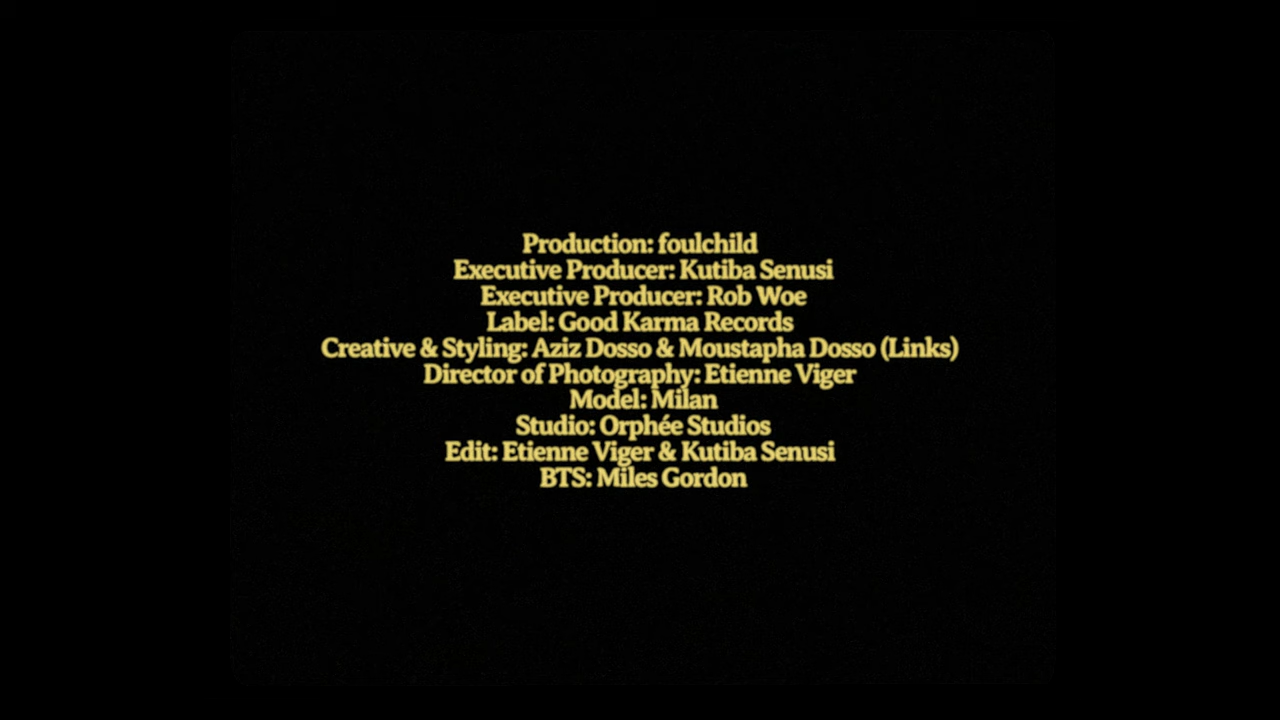 Production: foulchild
Executive Producer: Kutiba Senusi
Executive Producer: Rob Woe
Label: Good Karma Records
Creative & Styling: Aziz Dosso & Moustapha Dosso (Links)
Director of Photography: Etienne Viger
Model: Milan
Studio: Orphée Studios
Edit: Etienne Viger & Kutiba Senusi
BTS: Miles Gordon